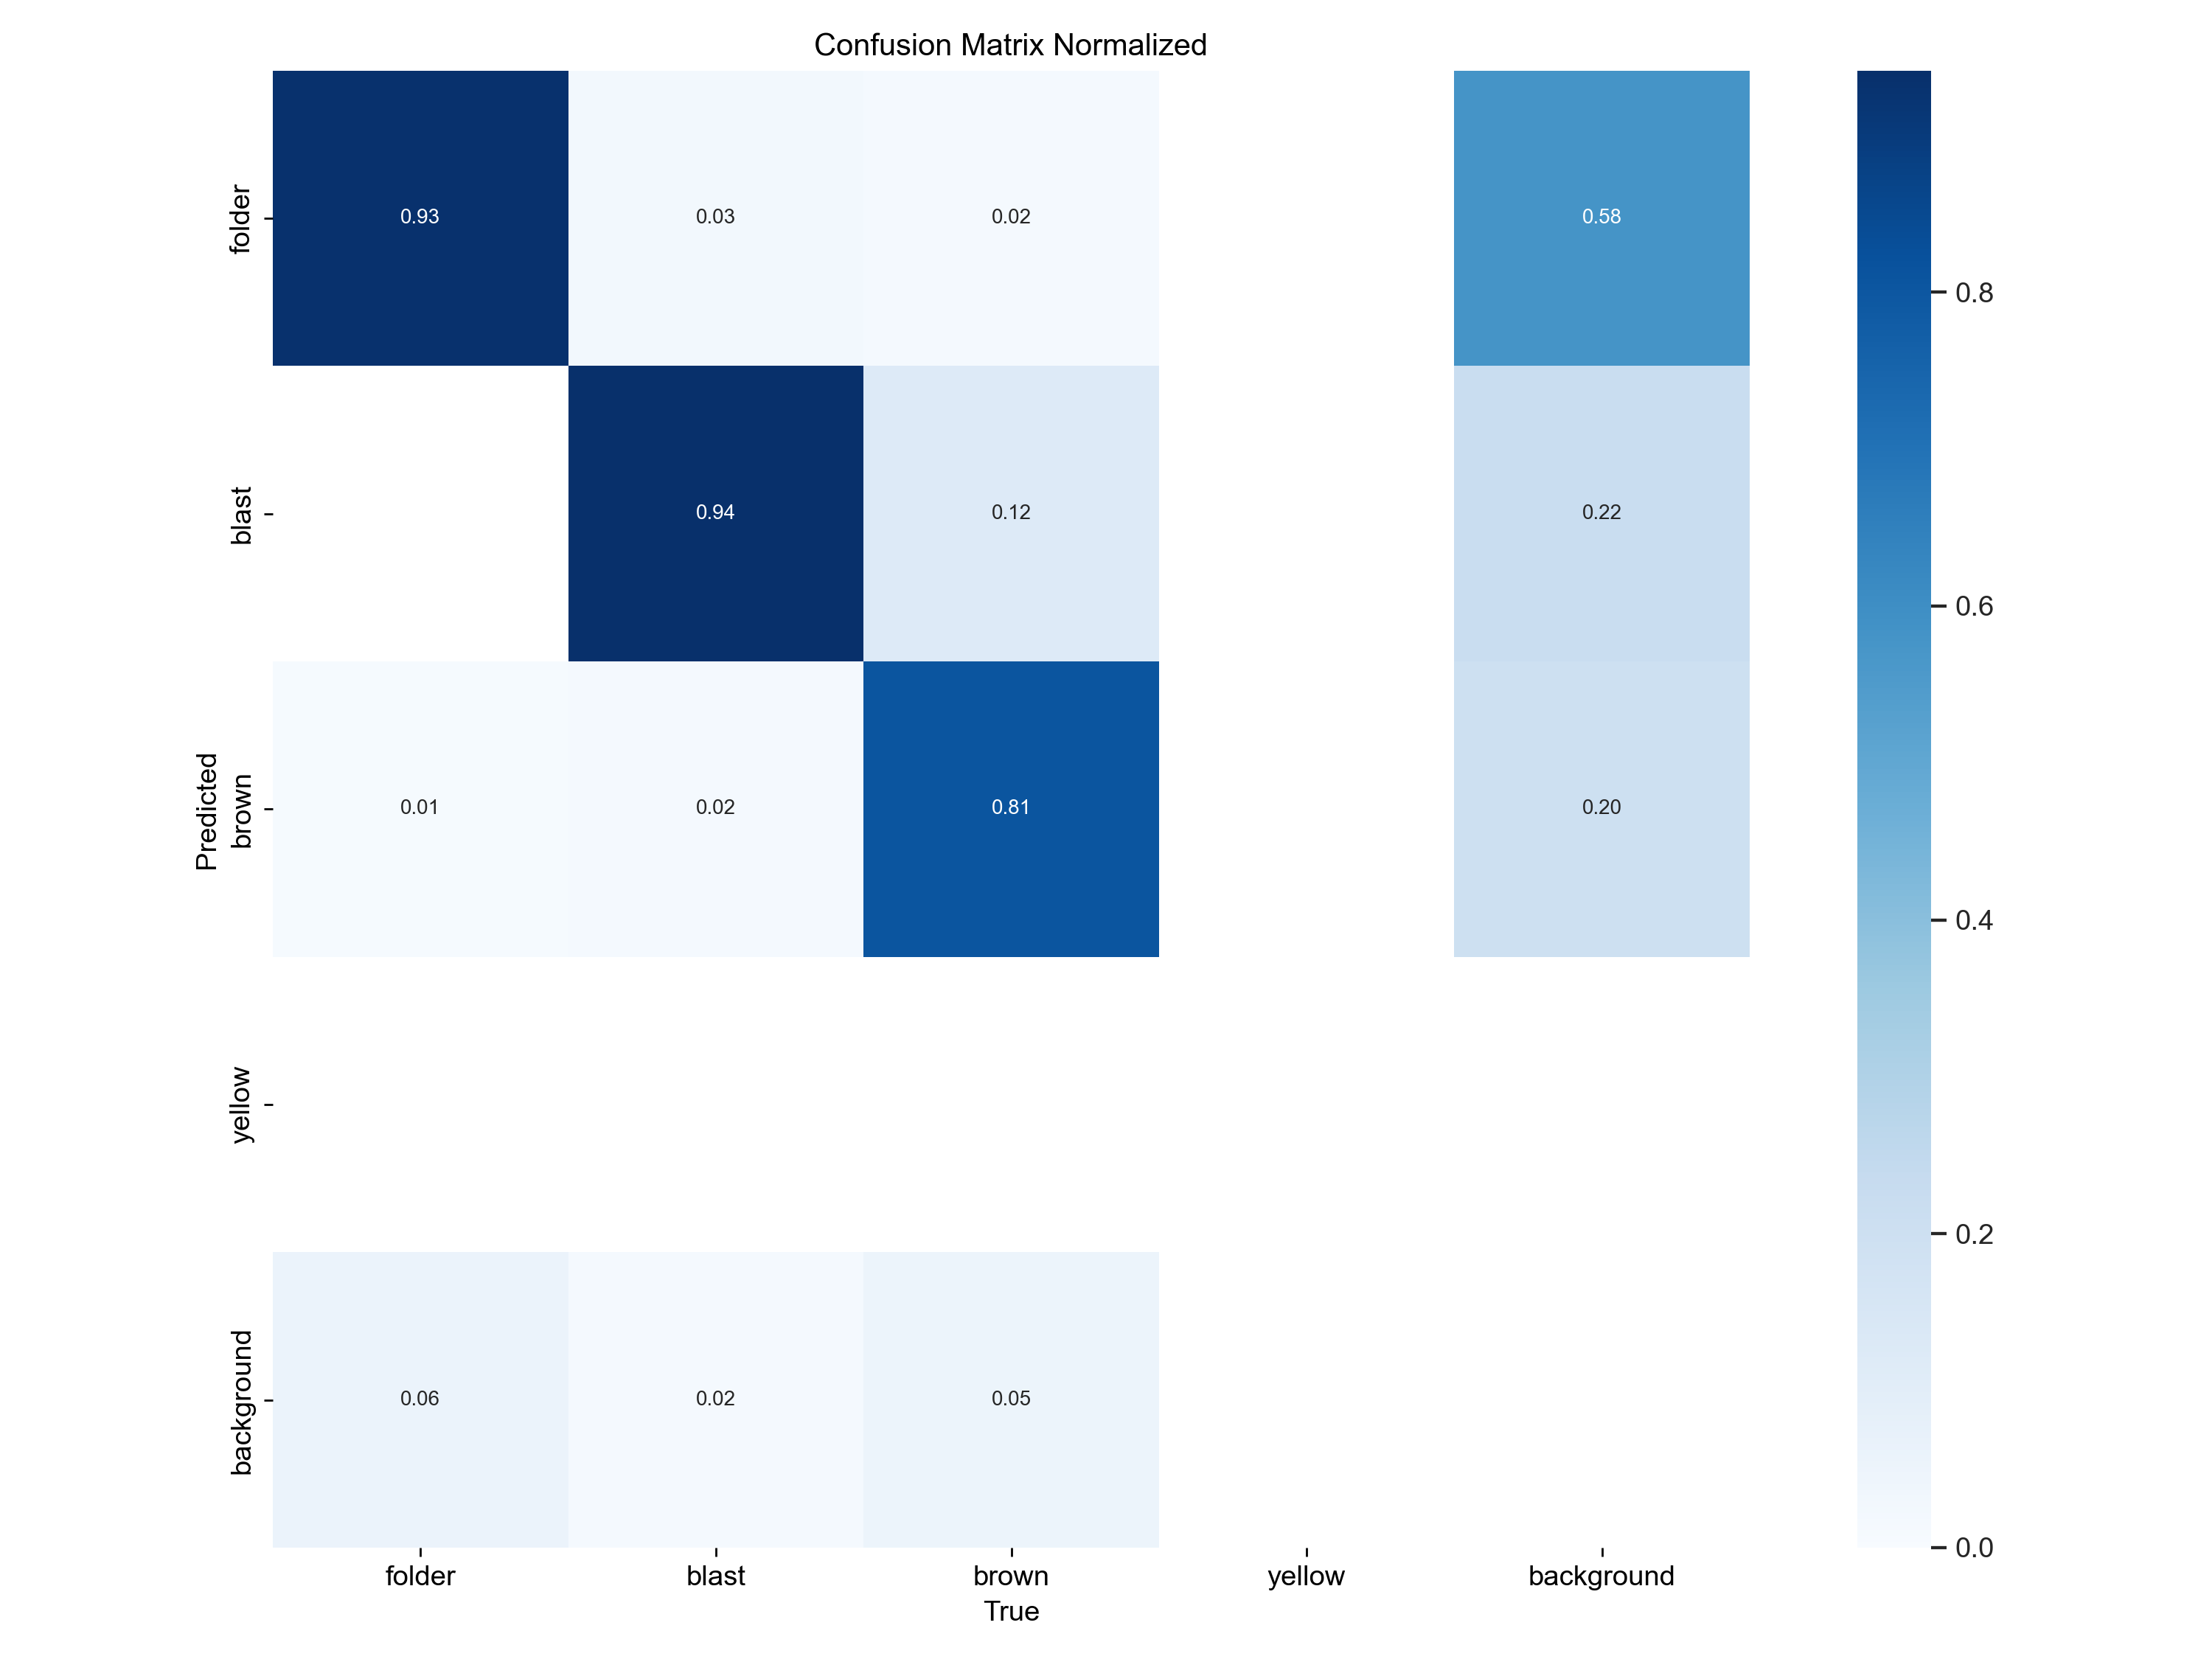 Confusion Matrix Normalized
folder 0.93 0.03 0.02 0.58
blast 0.94 0.12 0.22
brown 0.01 0.02 0.81 0.20
yellow
background 0.06 0.02 0.05
folder blast brown yellow background
True
Predicted
0.8
0.6
0.4
0.2
0.0